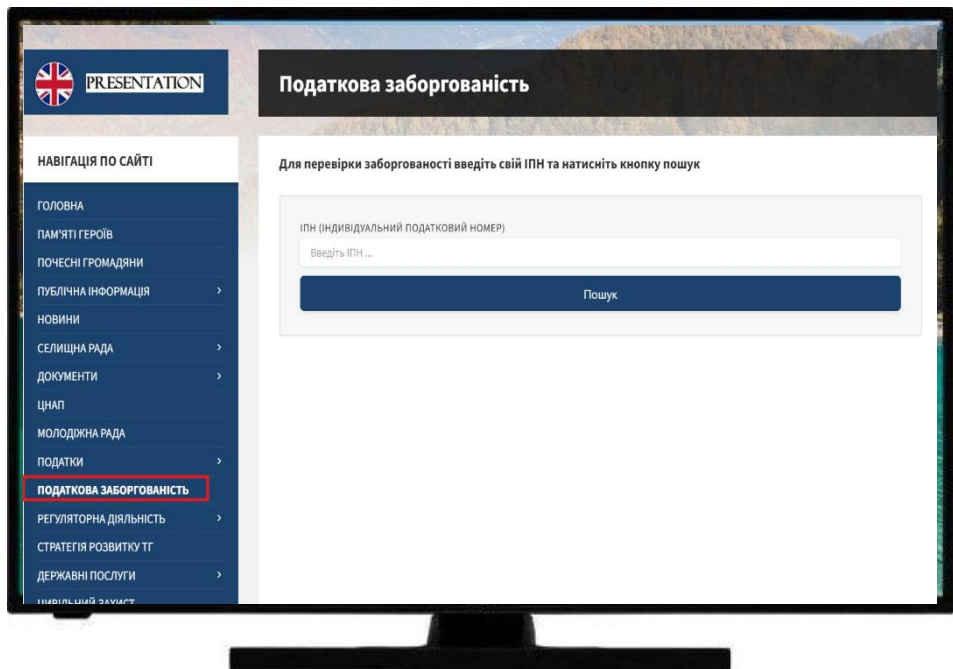 PRESENTATION
Податкова заборгованість
НАВІГАЦІЯ ПО САЙТІ
ГОЛОВНА
ПАМ'ЯТІ ГЕРОЇВ
ПОЧЕСНІ ГРОМАДЯНИ
ПУБЛІЧНА ІНФОРМАЦІЯ
НОВИНИ
СЕЛИЩНА РАДА
ДОКУМЕНТИ
ЦНАП
МОЛОДІЖНА РАДА
ПОДАТКИ
ПОДАТКОВА ЗАБОРГОВАНІСТЬ
РЕГУЛЯТОРНА ДІЯЛЬНІСТЬ
СТРАТЕГІЯ РОЗВИТКУ ТГ
ДЕРЖАВНІ ПОСЛУГИ
ЦИВІЛЬНИЙ ЗАХИСТ
Для перевірки заборгованості введіть свій ІПН та натисніть кнопку пошук
ІПН (ІНДИВІДУАЛЬНИЙ ПОДАТКОВИЙ НОМЕР)
Введіть ІПН ...
Пошук